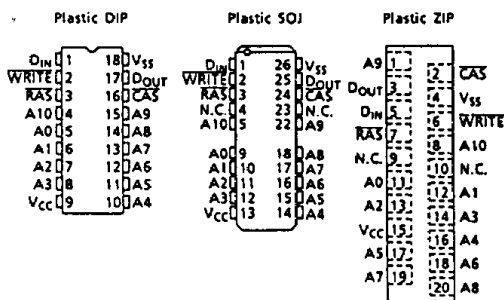 Plastic DIP
DIN 1 18 VSS
WRITE 2 17 DOUT
RAS 3 16 CAS
A10 4 15 A9
A0 5 14 A8
A1 6 13 A7
A2 7 12 A6
A3 8 11 A5
VCC 9 10 A4
Plastic SOJ
DIN 1 26 VSS
WRITE 2 25 DOUT
RAS 3 24 CAS
N.C. 4 23 N.C.
A10 5 22 A9
A0 9 18 A8
A1 10 17 A7
A2 11 16 A6
A3 12 15 A5
VCC 13 14 A4
Plastic ZIP
A9 1
2 CAS
DOUT 3
4 VSS
DIN 5
6 WRITE
RAS 7
8 A10
N.C. 9
10 N.C.
A0 11
12 A1
A2 13
14 A3
VCC 15
16 A4
A5 17
18 A6
A7 19
20 A8